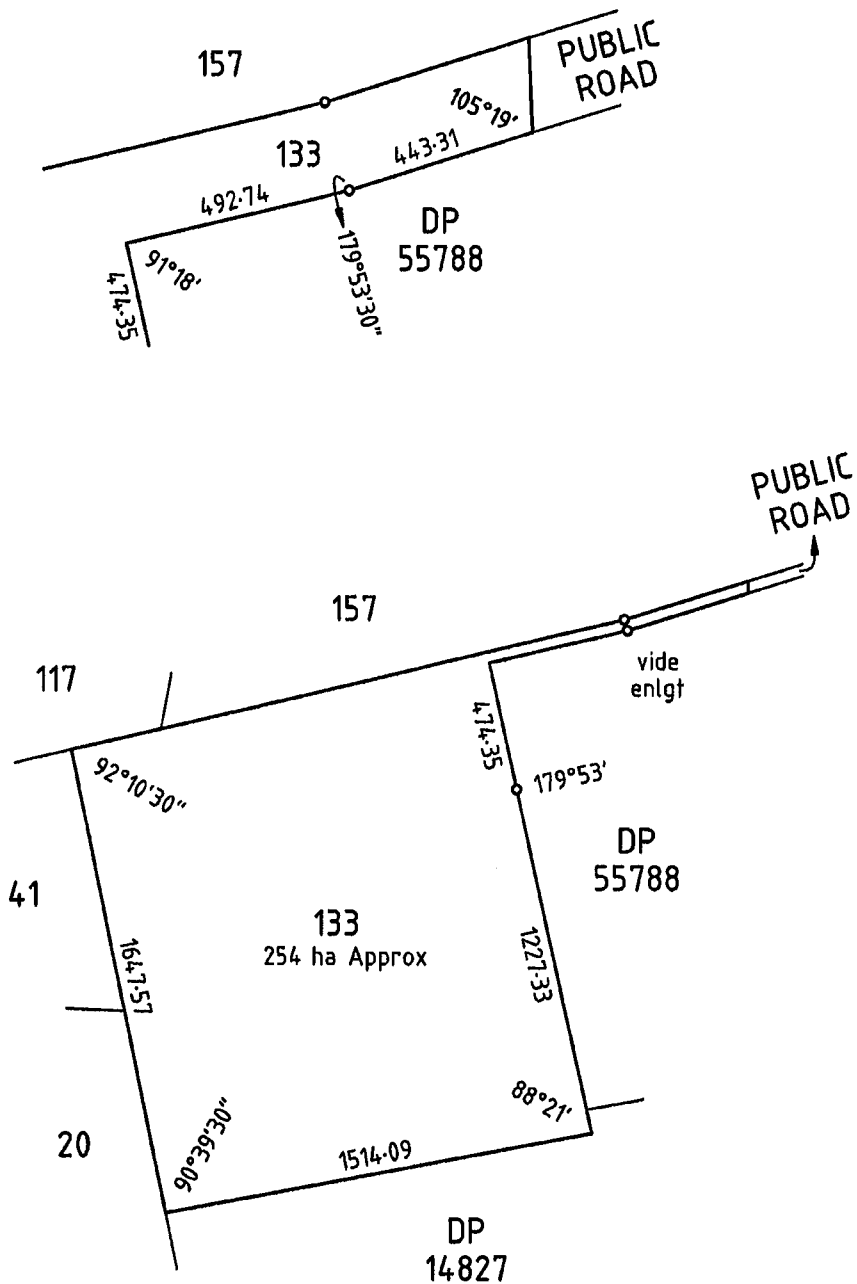 157
PUBLIC
ROAD
105°19'
133
443·31
492·74
DP
55788
91°18'
179°53'30"
474·35
PUBLIC
ROAD
157
vide
enlgt
117
474·35
92°10'30"
179°53'
DP
55788
41
133
254 ha Approx
1647·57
1227·33
88°21'
90°39'30"
20
1514·09
DP
14827